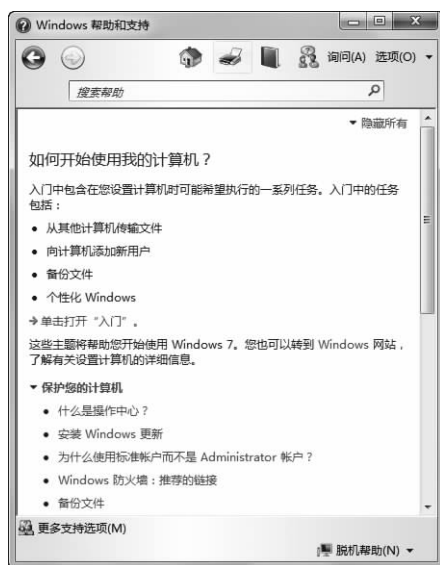 Windows 帮助和支持
询问(A) 选项(O)
搜索帮助
隐藏所有
如何开始使用我的计算机？
入门中包含在您设置计算机时可能希望执行的一系列任务。入门中的任务
包括：
• 从其他计算机传输文件
• 向计算机添加新用户
• 备份文件
• 个性化 Windows
单击打开“入门”。
这些主题将帮助您开始使用 Windows 7。您也可以转到 Windows 网站，
了解有关设置计算机的详细信息。
保护您的计算机
• 什么是操作中心？
• 安装 Windows 更新
• 为什么使用标准帐户而不是 Administrator 帐户？
• Windows 防火墙：推荐的链接
• 备份文件
更多支持选项(M)
脱机帮助(N)